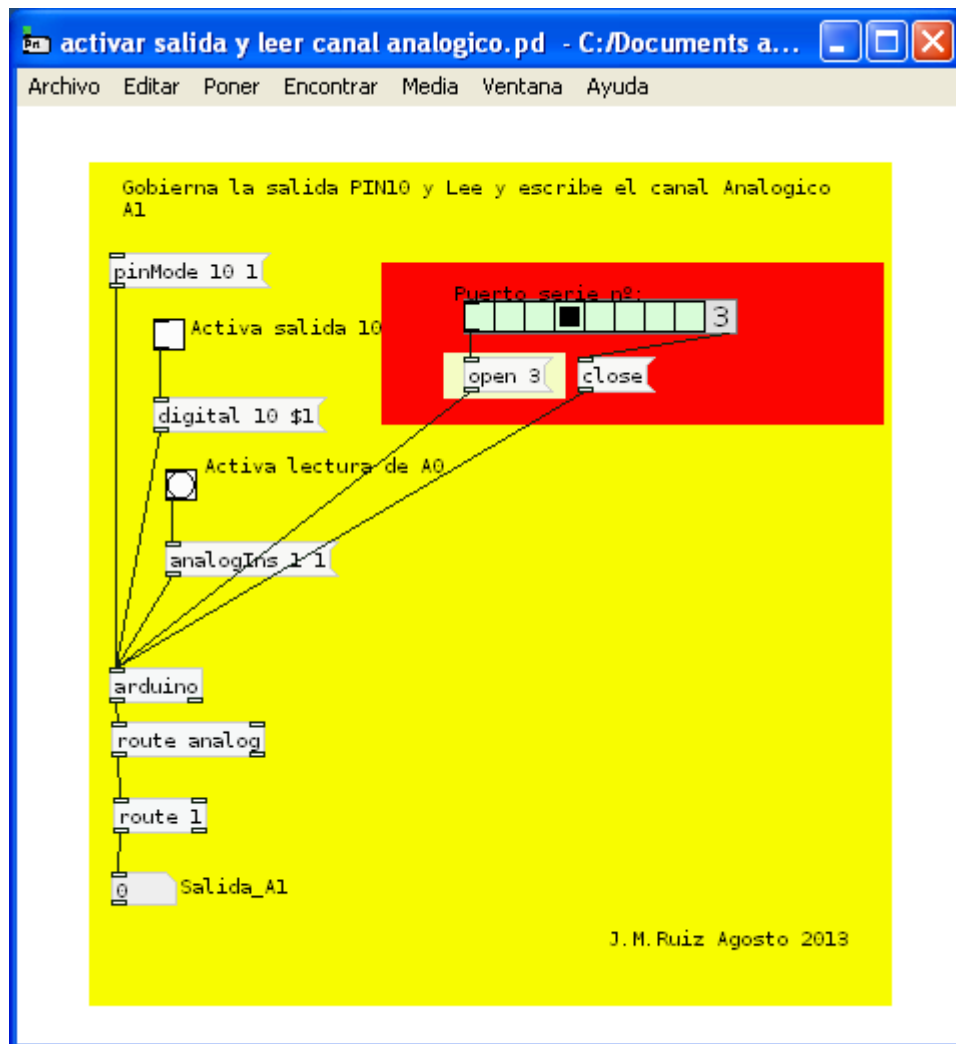 activar salida y leer canal analogico.pd - C:/Documents a...
Archivo Editar Poner Encontrar Media Ventana Ayuda
Gobierna la salida PIN10 y Lee y escribe el canal Analogico
A1
pinMode 10 1
Puerto serie nº:
3
Activa salida 10
open 3
close
digital 10 $1
Activa lectura de A0
analogIns 1 1
arduino
route analog
route 1
0
Salida_A1
J.M.Ruiz Agosto 2013